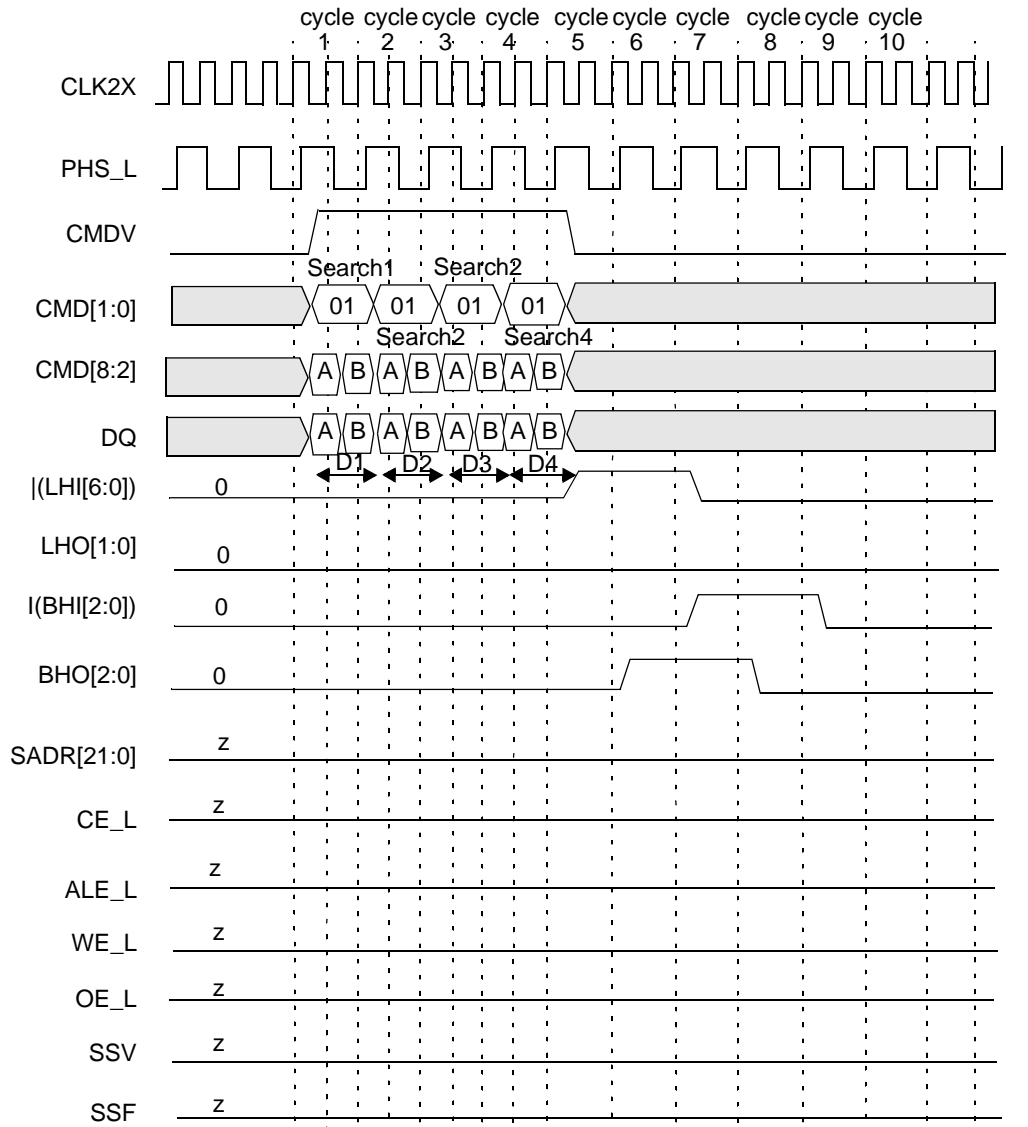 cycle cycle cycle cycle cycle cycle cycle cycle cycle cycle
1 2 3 4 5 6 7 8 9 10
CLK2X
PHS_L
CMDV
Search1 Search2
CMD[1:0] 01 01 01 01
Search2 Search4
CMD[8:2] A B A B A B A B
DQ A B A B A B A B
D1 D2 D3 D4
|(LHI[6:0]) 0
LHO[1:0] 0
I(BHI[2:0]) 0
BHO[2:0] 0
SADR[21:0] z
CE_L z
ALE_L z
WE_L z
OE_L z
SSV z
SSF z